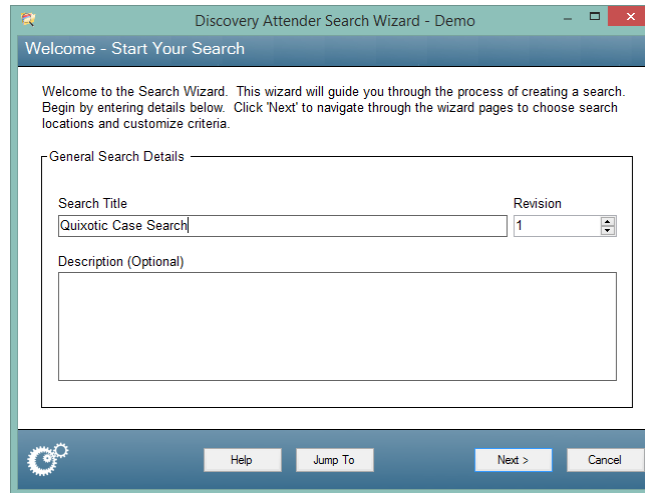 Discovery Attender Search Wizard - Demo
Welcome - Start Your Search
Welcome to the Search Wizard. This wizard will guide you through the process of creating a search.
Begin by entering details below. Click 'Next' to navigate through the wizard pages to choose search
locations and customize criteria.
General Search Details
Search Title Revision
Quixotic Case Search 1
Description (Optional)
Help Jump To Next > Cancel